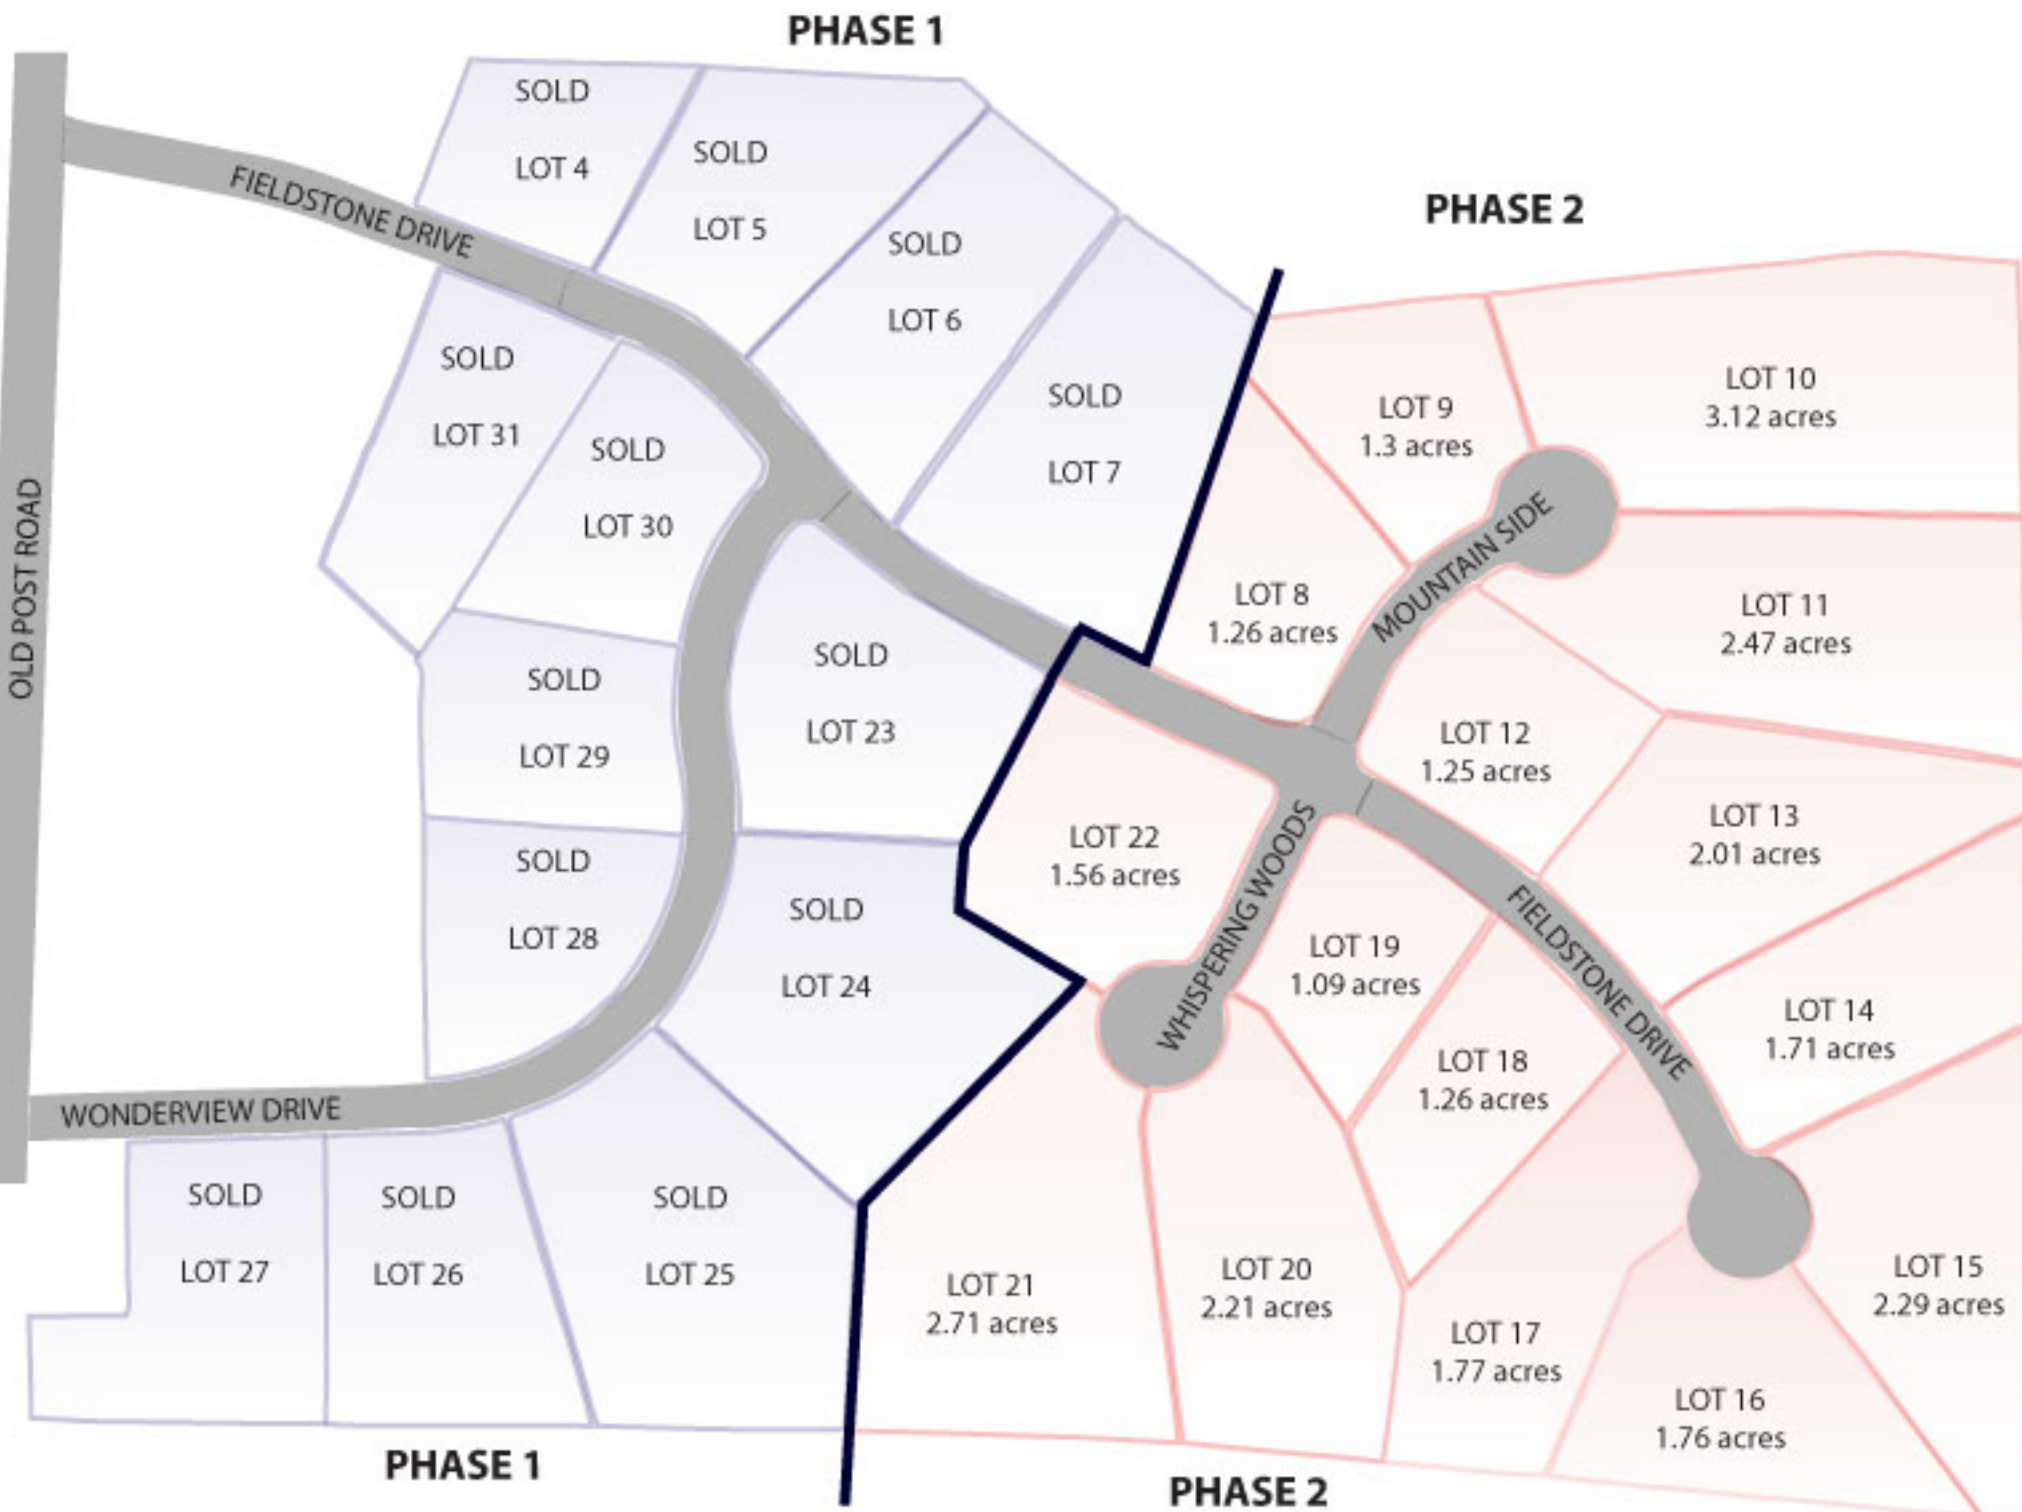 PHASE 1
SOLD
LOT 4
SOLD
LOT 5
FIELDSTONE DRIVE
SOLD
LOT 6
PHASE 2
SOLD
LOT 31
SOLD
LOT 30
SOLD
LOT 7
LOT 9
1.3 acres
LOT 10
3.12 acres
OLD POST ROAD
MOUNTAIN SIDE
LOT 8
1.26 acres
LOT 11
2.47 acres
SOLD
LOT 29
SOLD
LOT 23
LOT 12
1.25 acres
LOT 13
2.01 acres
LOT 22
1.56 acres
WHISPERING WOODS
SOLD
LOT 28
SOLD
LOT 24
LOT 19
1.09 acres
FIELDSTONE DRIVE
LOT 14
1.71 acres
LOT 18
1.26 acres
WONDERVIEW DRIVE
SOLD
LOT 27
SOLD
LOT 26
SOLD
LOT 25
LOT 21
2.71 acres
LOT 20
2.21 acres
LOT 15
2.29 acres
LOT 17
1.77 acres
LOT 16
1.76 acres
PHASE 1
PHASE 2